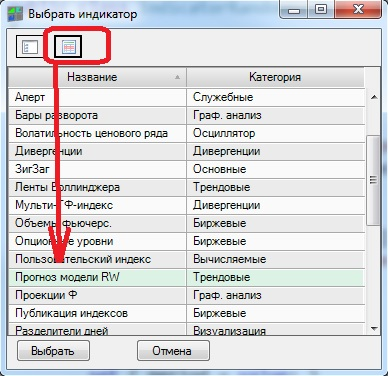 Выбрать индикатор
Название Категория
Алерт Служебные
Бары разворота Граф. анализ
Волатильность ценового ряда Осциллятор
Дивергенции Дивергенции
ЗигЗаг Основные
Ленты Боллинджера Трендовые
Мульти-ТФ-индекс Дивергенции
Объемы фьючерс. Биржевые
Опционные уровни Биржевые
Пользовательский индекс Вычисляемые
Прогноз модели RW Трендовые
Проекции Ф Граф. анализ
Публикация индексов Биржевые
Разделители дней Визуализация
Выбрать Отмена